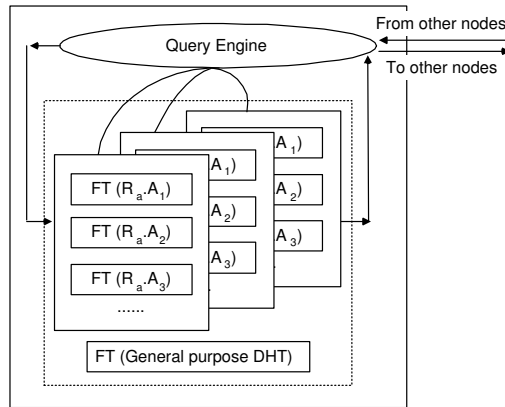 From other nodes
Query Engine
To other nodes
FT (Rₐ.A₁)
FT (Rₐ.A₂)
FT (Rₐ.A₃)
......
A₁)
A₂)
A₃)
.A₁)
.A₂)
.A₃)
FT (General purpose DHT)